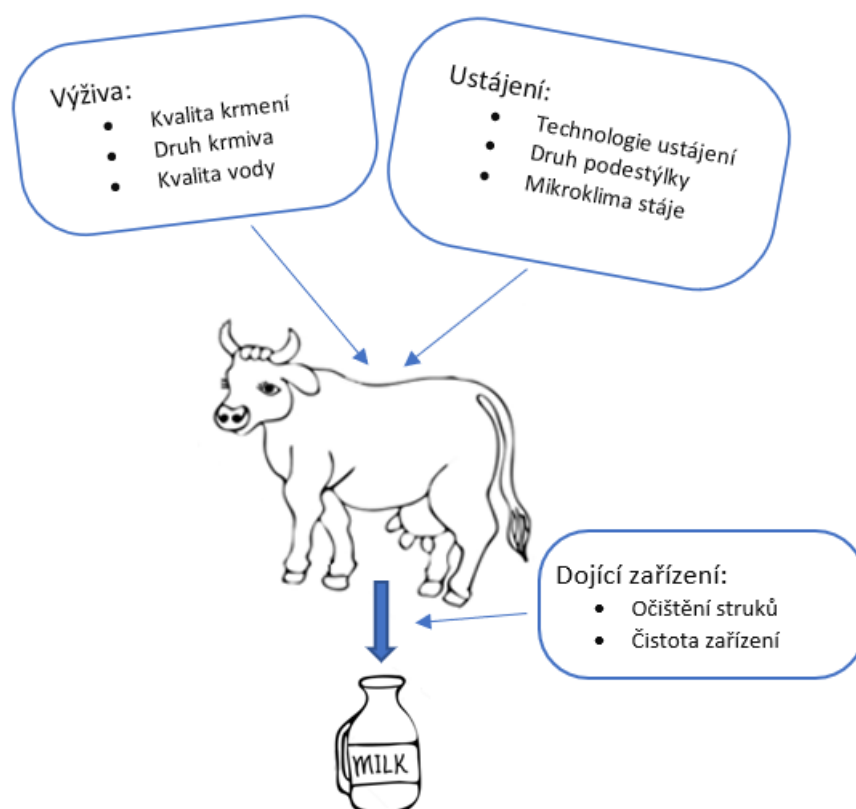 Výživa:
• Kvalita krmení
• Druh krmiva
• Kvalita vody
Ustájení:
• Technologie ustájení
• Druh podestýlky
• Mikroklima stáje
Dojící zařízení:
• Očištění struků
• Čistota zařízení
MILK